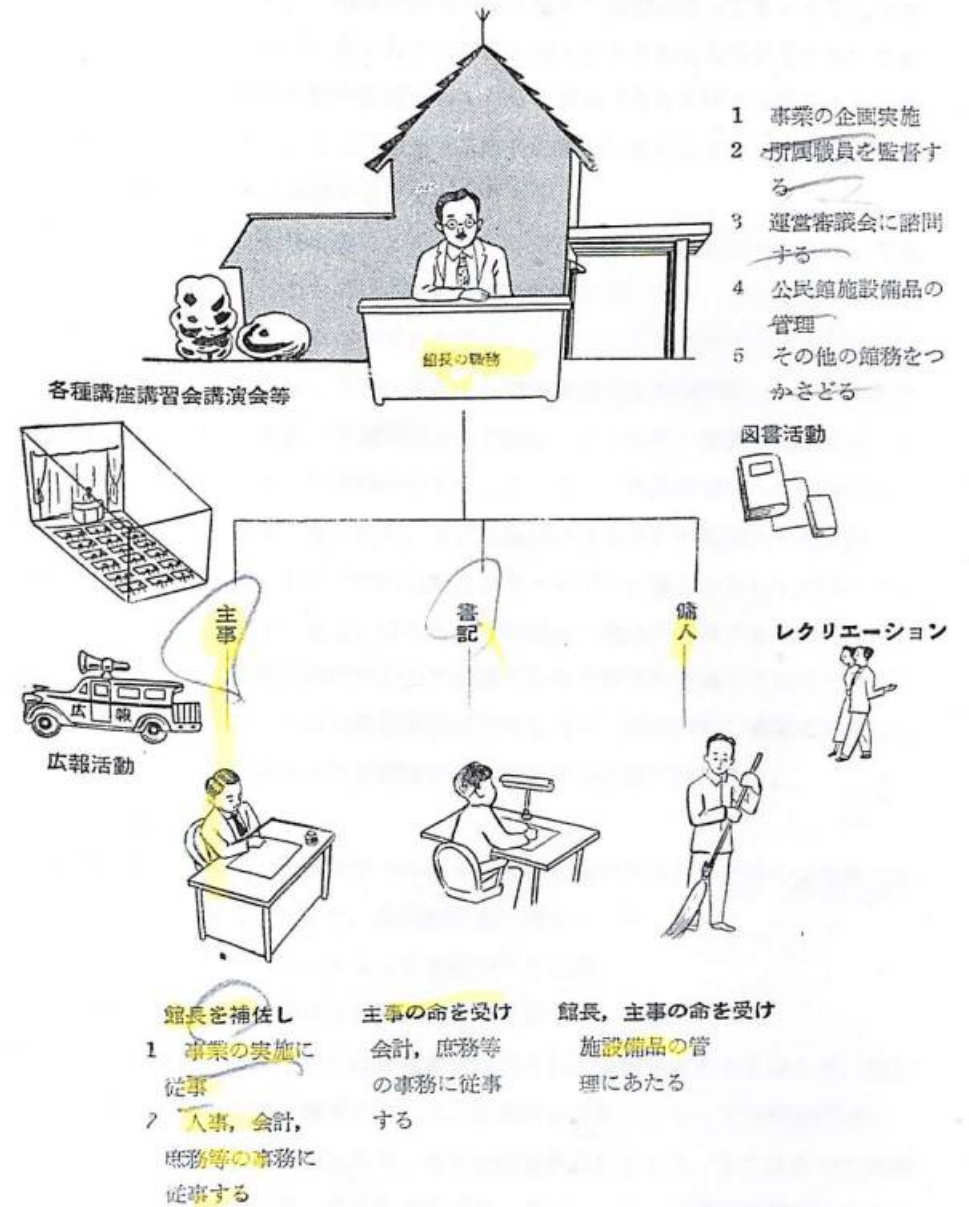 1 事業の企画実施
2 所属職員を監督す
る
3 運営審議会に諮問
する
4 公民館施設備品の
管理
5 その他の館務をつ
かさどる
館長の職務
各種講座講習会講演会等
図書活動
主事
書記
傭人
レクリエーション
広報
広報活動
館長を補佐し
1 事業の実施に
従事
2 人事,会計,
庶務等の事務に
従事する
主事の命を受け
会計,庶務等
の事務に従事
する
館長,主事の命を受け
施設備品の管
理にあたる